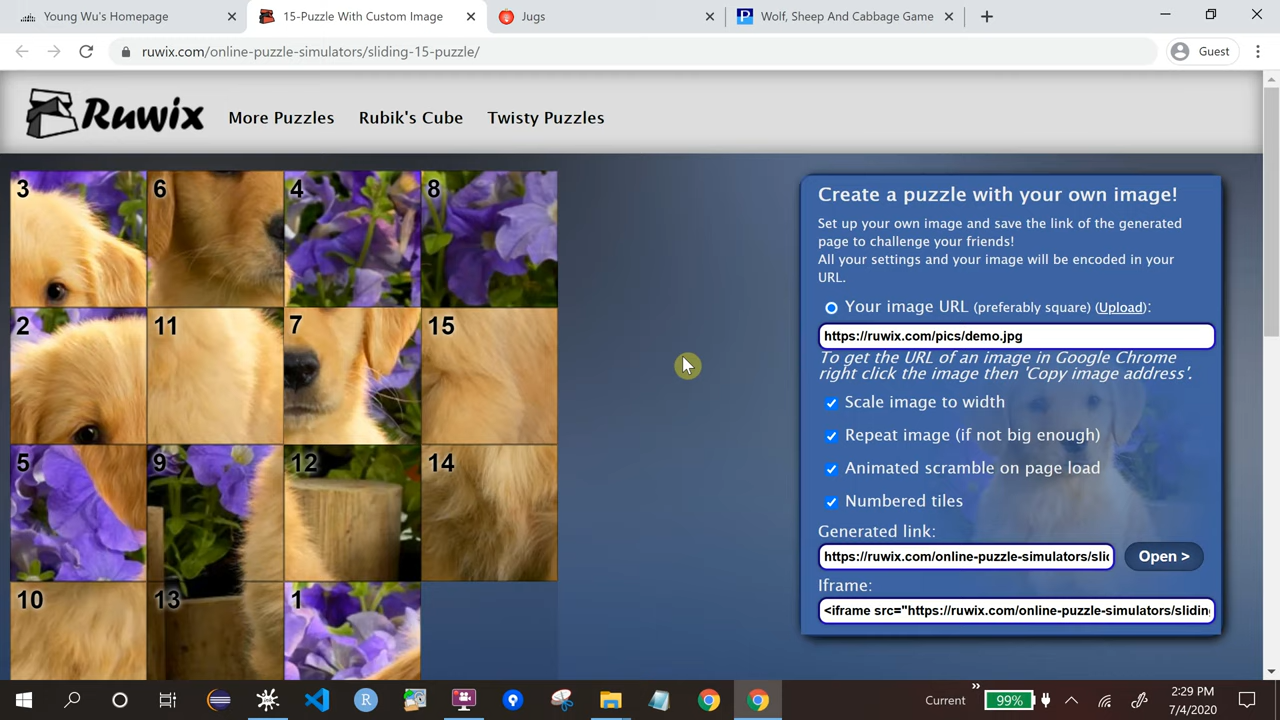 Young Wu's Homepage
15-Puzzle With Custom Image
Jugs
Wolf, Sheep And Cabbage Game
ruwix.com/online-puzzle-simulators/sliding-15-puzzle/
Guest
Ruwix
More Puzzles
Rubik's Cube
Twisty Puzzles
3 6 4 8
2 11 7 15
5 9 12 14
10 13 1
Create a puzzle with your own image!
Set up your own image and save the link of the generated
page to challenge your friends!
All your settings and your image will be encoded in your
URL.
Your image URL (preferably square) (Upload):
https://ruwix.com/pics/demo.jpg
To get the URL of an image in Google Chrome
right click the image then 'Copy image address'.
Scale image to width
Repeat image (if not big enough)
Animated scramble on page load
Numbered tiles
Generated link:
https://ruwix.com/online-puzzle-simulators/slid
Open >
Iframe:
<iframe src="https://ruwix.com/online-puzzle-simulators/sliding
Current
99%
2:29 PM
7/4/2020